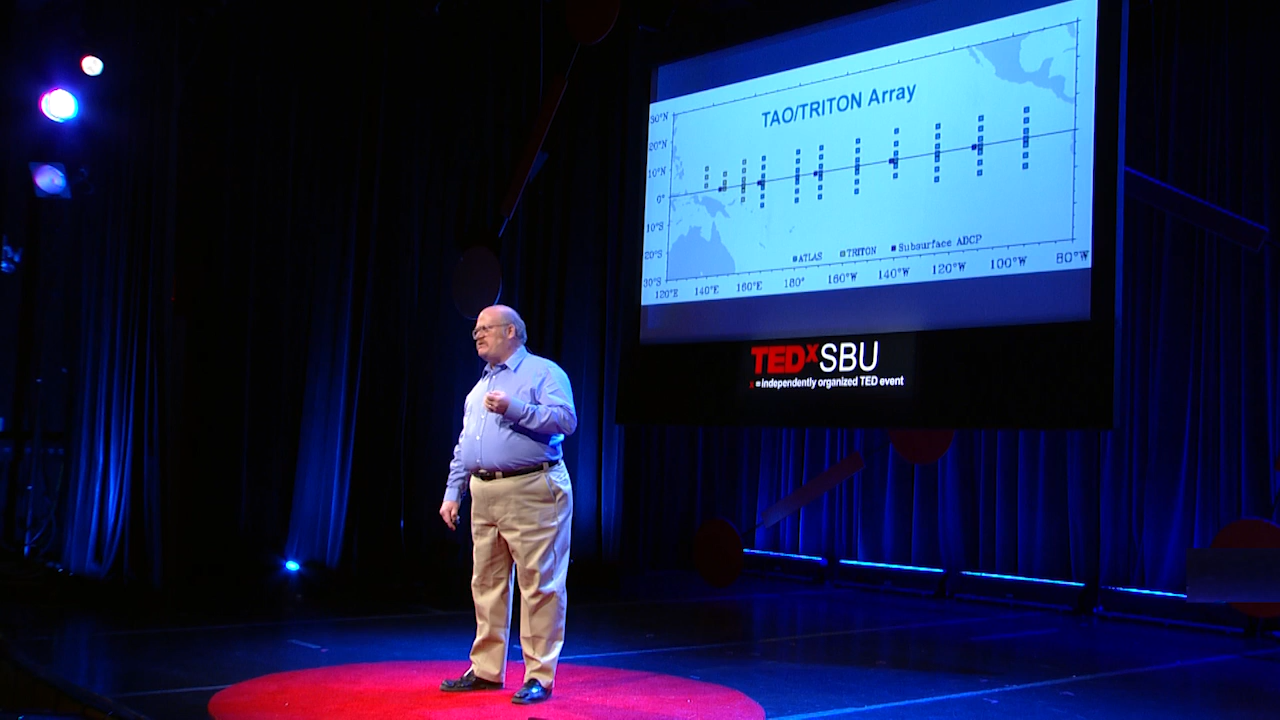 TAO/TRITON Array
30°N
20°N
10°N
0°
10°S
20°S
30°S
ATLAS TRITON Subsurface ADCP
120°E 140°E 160°E 180° 160°W 140°W 120°W 100°W 80°W
TEDxSBU
x = independently organized TED event